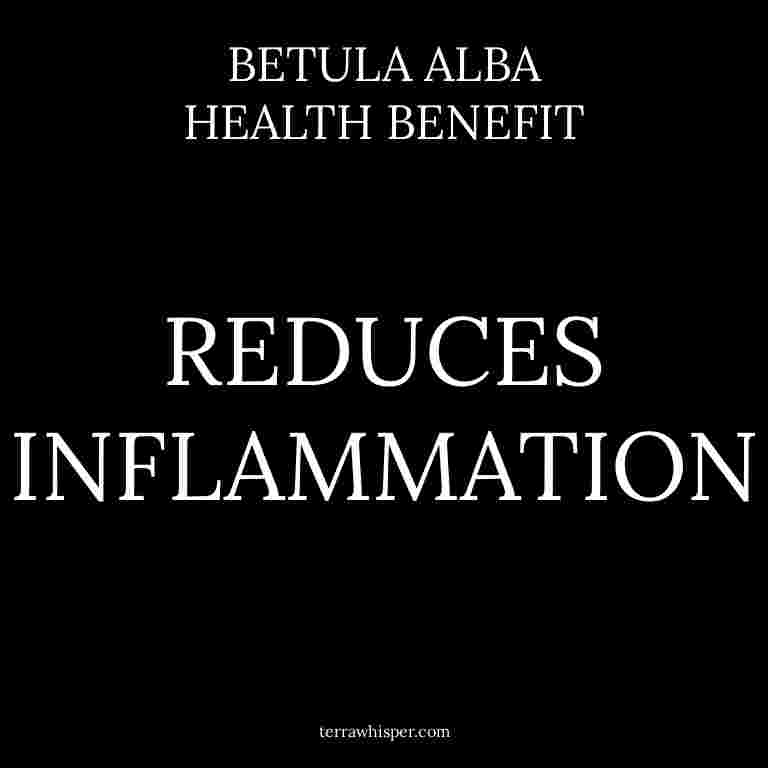 BETULA ALBA
HEALTH BENEFIT
REDUCES
INFLAMMATION
terrawhisper.com